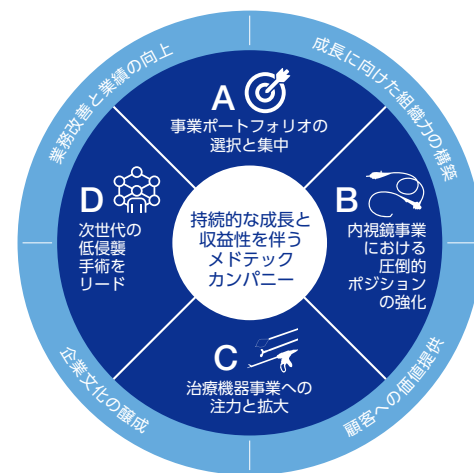 業務改善と業績の向上
成長に向けた組織力の構築
A
事業ポートフォリオの
選択と集中
D
次世代の
低侵襲
手術を
リード
持続的な成長と
収益性を伴う
メドテック
カンパニー
B
内視鏡事業
における
圧倒的
ポジション
の強化
C
治療機器事業への
注力と拡大
企業文化の醸成
顧客への価値提供